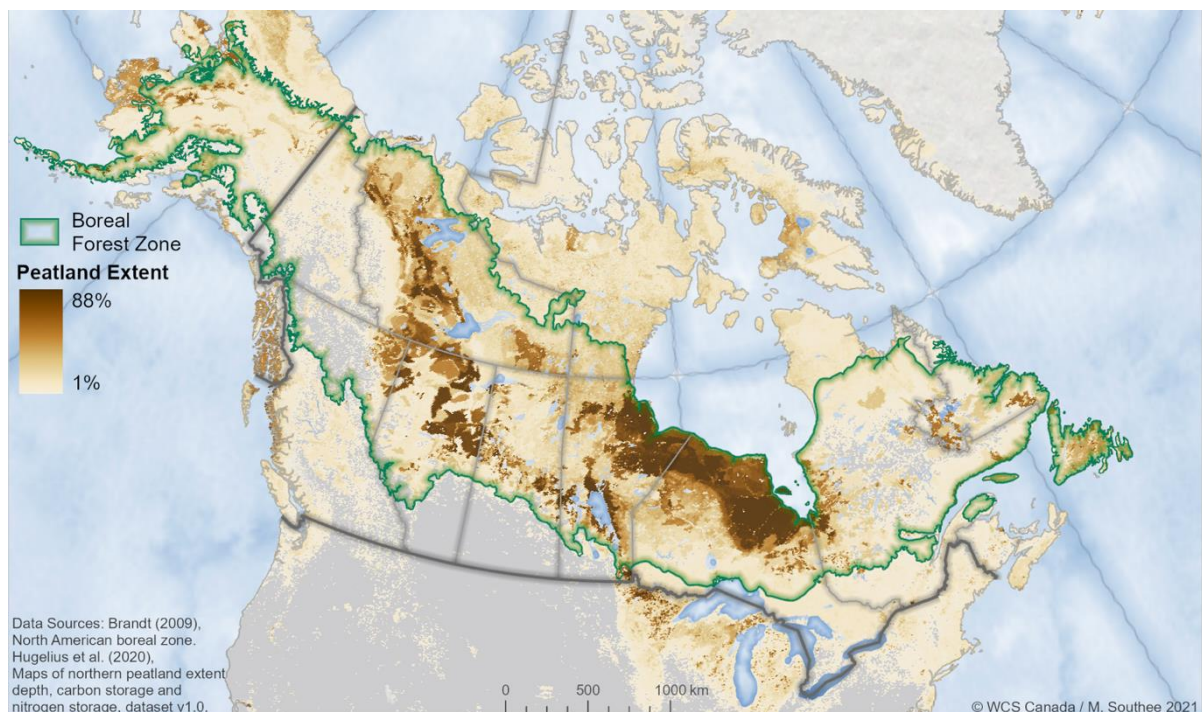 Boreal
Forest Zone
Peatland Extent
88%
1%
Data Sources: Brandt (2009),
North American boreal zone.
Hugelius et al. (2020),
Maps of northern peatland extent
depth, carbon storage and
nitrogen storage, dataset v1.0.
0 500 1000 km
© WCS Canada / M. Southee 2021